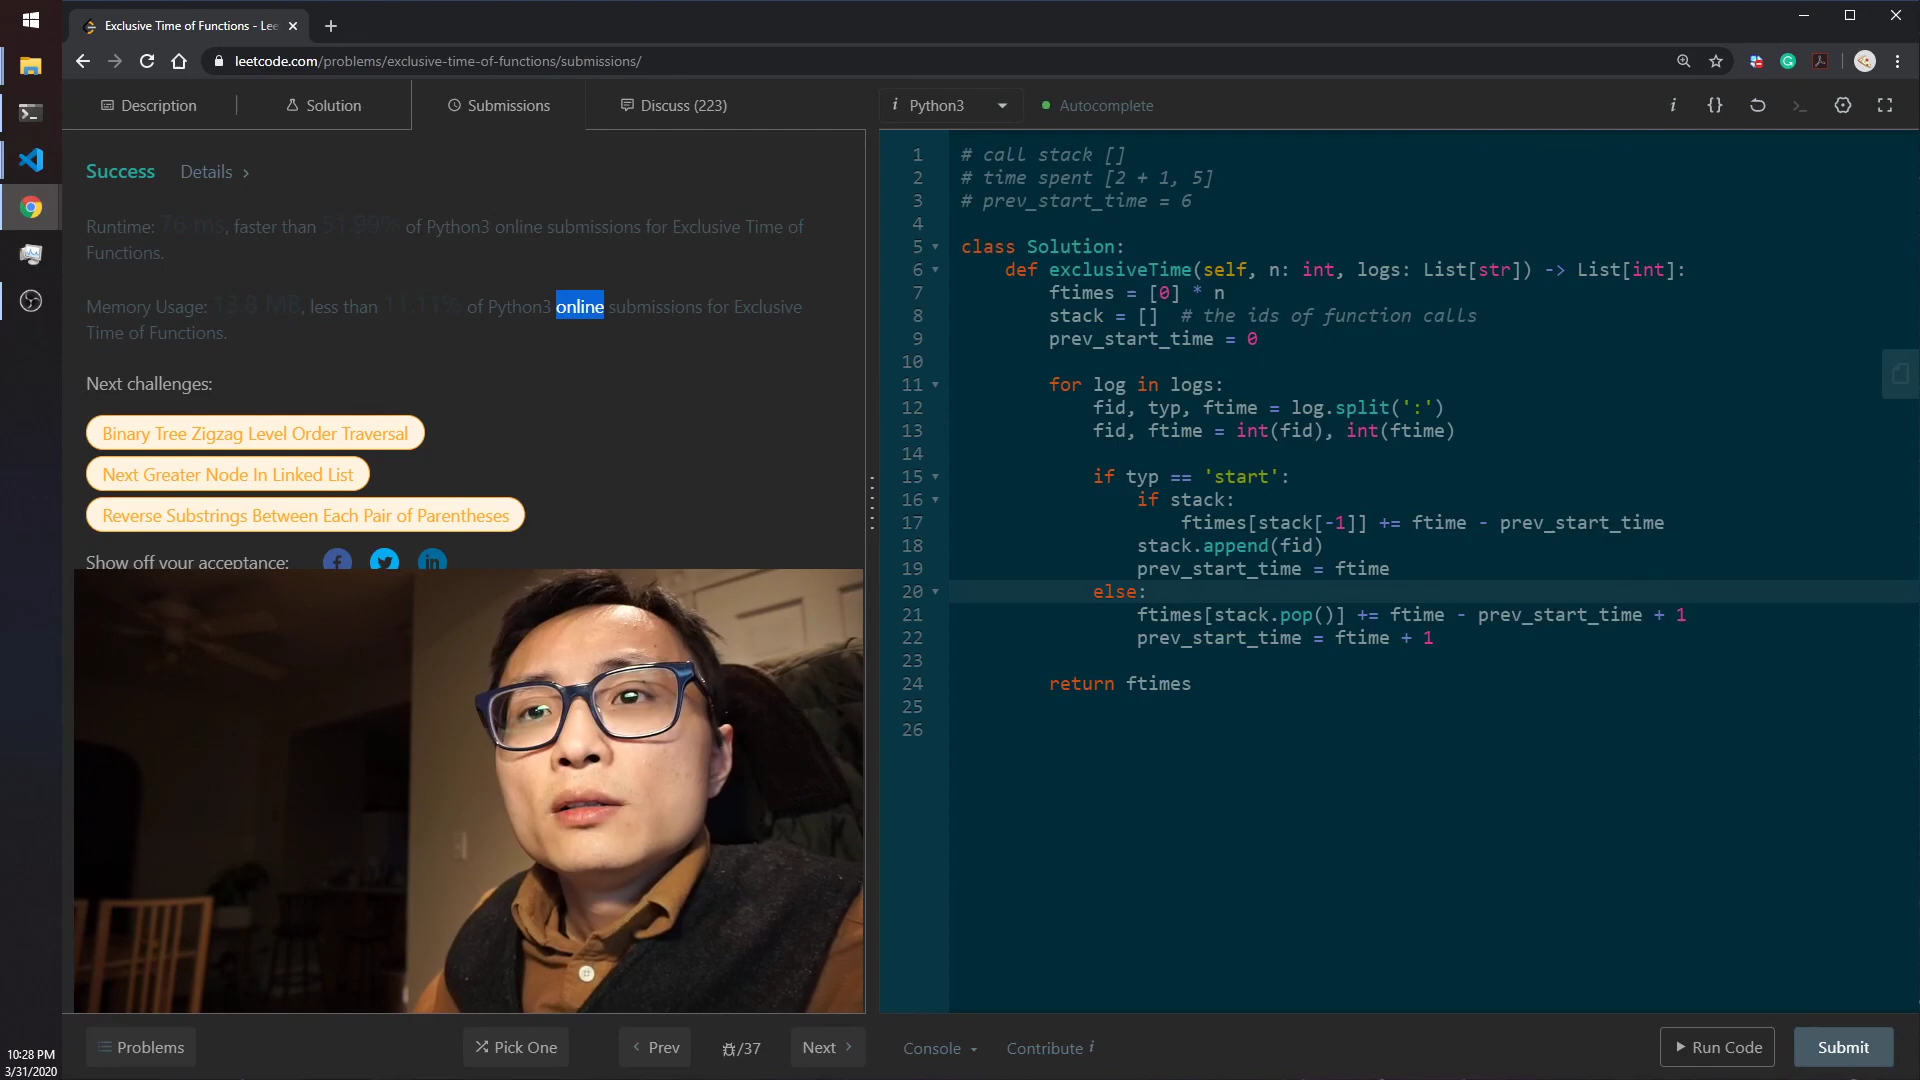 Exclusive Time of Functions - Lee
leetcode.com/problems/exclusive-time-of-functions/submissions/
Description
Solution
Submissions
Discuss (223)
i Python3
Autocomplete
i {}
Success
Details
Runtime: 76 ms, faster than 51.99% of Python3 online submissions for Exclusive Time of
Functions.
Memory Usage: 13.8 MB, less than 11.11% of Python3 online submissions for Exclusive
Time of Functions.
Next challenges:
Binary Tree Zigzag Level Order Traversal
Next Greater Node In Linked List
Reverse Substrings Between Each Pair of Parentheses
Show off your acceptance:
1 # call stack []
2 # time spent [2 + 1, 5]
3 # prev_start_time = 6
4
5 class Solution:
6 def exclusiveTime(self, n: int, logs: List[str]) -> List[int]:
7 ftimes = [0] * n
8 stack = [] # the ids of function calls
9 prev_start_time = 0
10
11 for log in logs:
12 fid, typ, ftime = log.split(':')
13 fid, ftime = int(fid), int(ftime)
14
15 if typ == 'start':
16 if stack:
17 ftimes[stack[-1]] += ftime - prev_start_time
18 stack.append(fid)
19 prev_start_time = ftime
20 else:
21 ftimes[stack.pop()] += ftime - prev_start_time + 1
22 prev_start_time = ftime + 1
23
24 return ftimes
25
26
Problems
Pick One
Prev
/37
Next
Console
Contribute i
Run Code
Submit
10:28 PM
3/31/2020